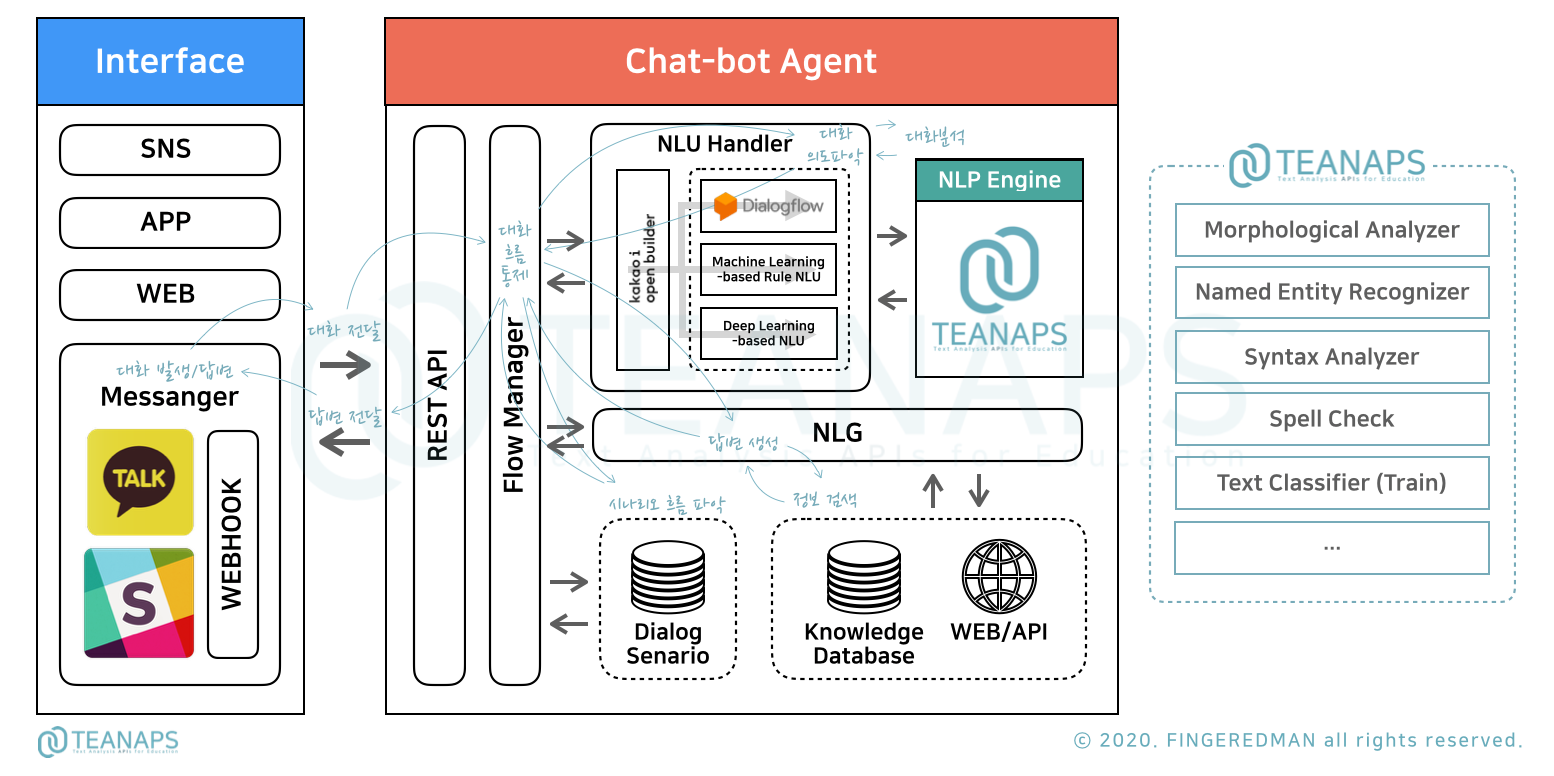 Interface
SNS
APP
WEB
대화 발생/답변
Messanger
TALK
S
WEBHOOK
대화 전달
답변 전달
Chat-bot Agent
REST API
Flow Manager
대화
흐름
통제
NLU Handler
대화
의도파악
대화분석
kakao i
open builder
Dialogflow
Machine Learning
-based Rule NLU
Deep Learning
-based NLU
NLP Engine
TEANAPS
Text Analysis APIs for Education
NLG
답변 생성
시나리오 흐름 파악
정보 검색
Dialog
Senario
Knowledge
Database
WEB/API
TEANAPS
Text Analysis APIs for Education
Morphological Analyzer
Named Entity Recognizer
Syntax Analyzer
Spell Check
Text Classifier (Train)
...
TEANAPS
Text Analysis APIs for Education
TEANAPS
Text Analysis APIs for Education
© 2020. FINGEREDMAN all rights reserved.